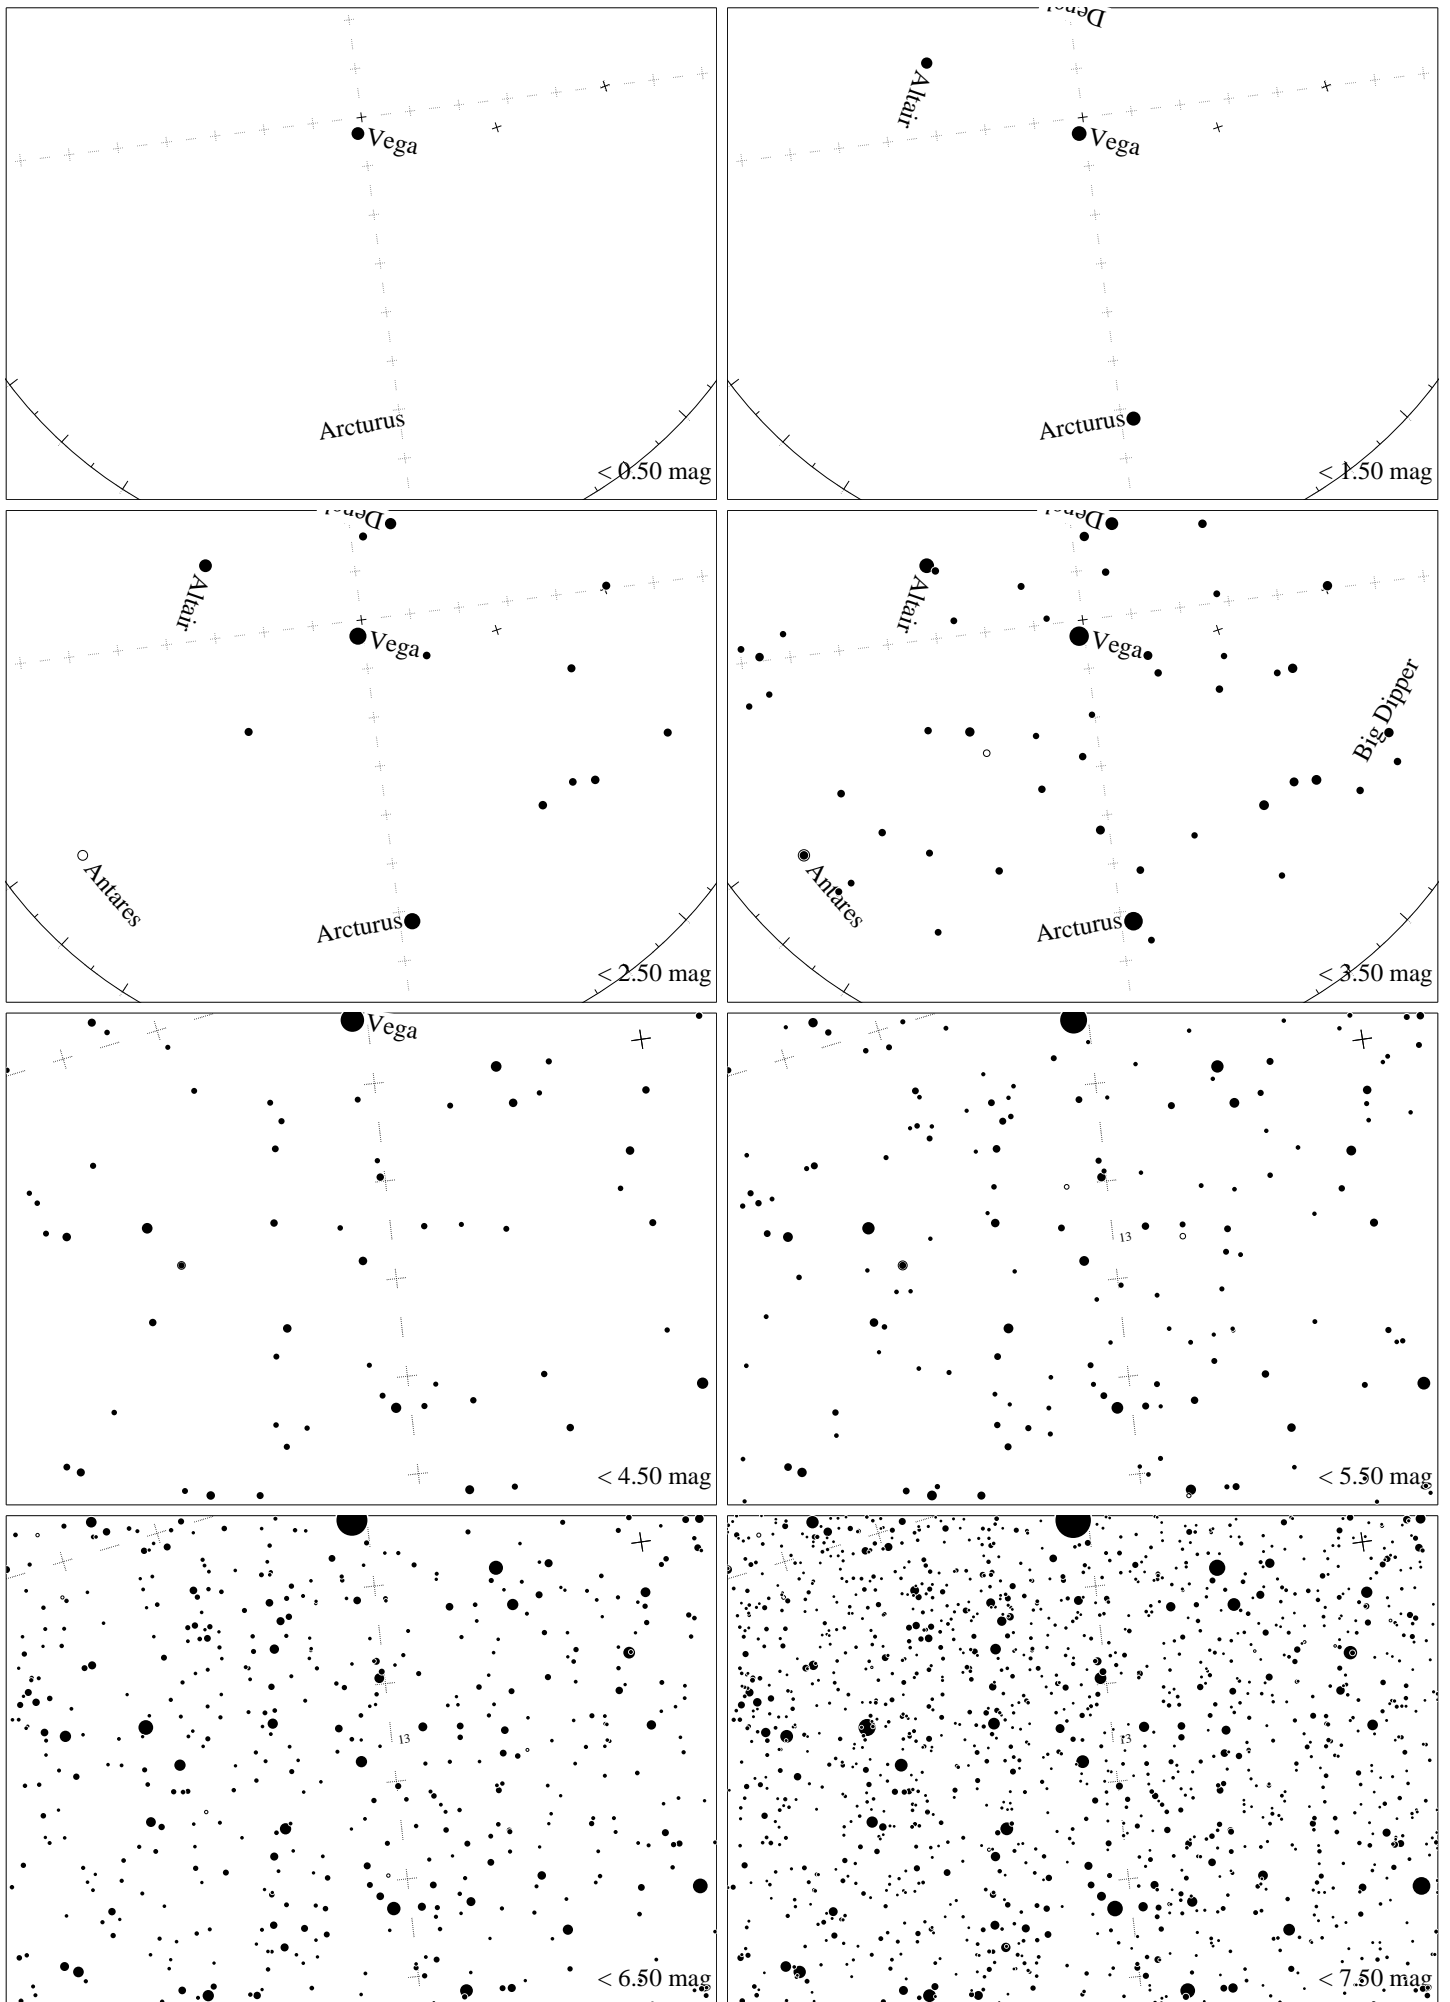 Vega
Arcturus
< 0.50 mag
Altair
Vega
Arcturus
< 1.50 mag
Altair
Vega
Antares
Arcturus
< 2.50 mag
Altair
Vega
Big Dipper
Antares
Arcturus
< 3.50 mag
Vega
< 4.50 mag
13
< 5.50 mag
13
< 6.50 mag
13
< 7.50 mag